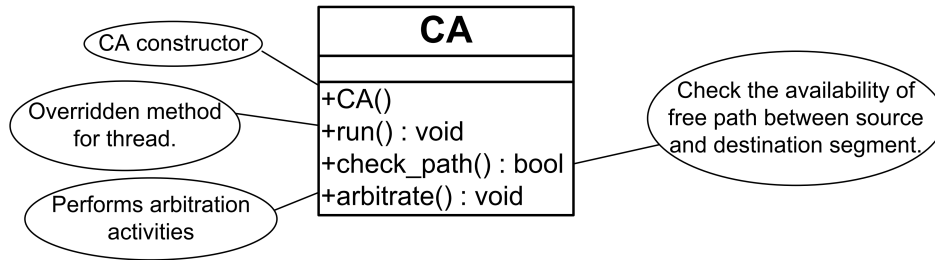 CA
CA constructor
+CA()
Overridden method
for thread.
+run() : void
+check_path() : bool
Check the availability of
free path between source
and destination segment.
+arbitrate() : void
Performs arbitration
activities